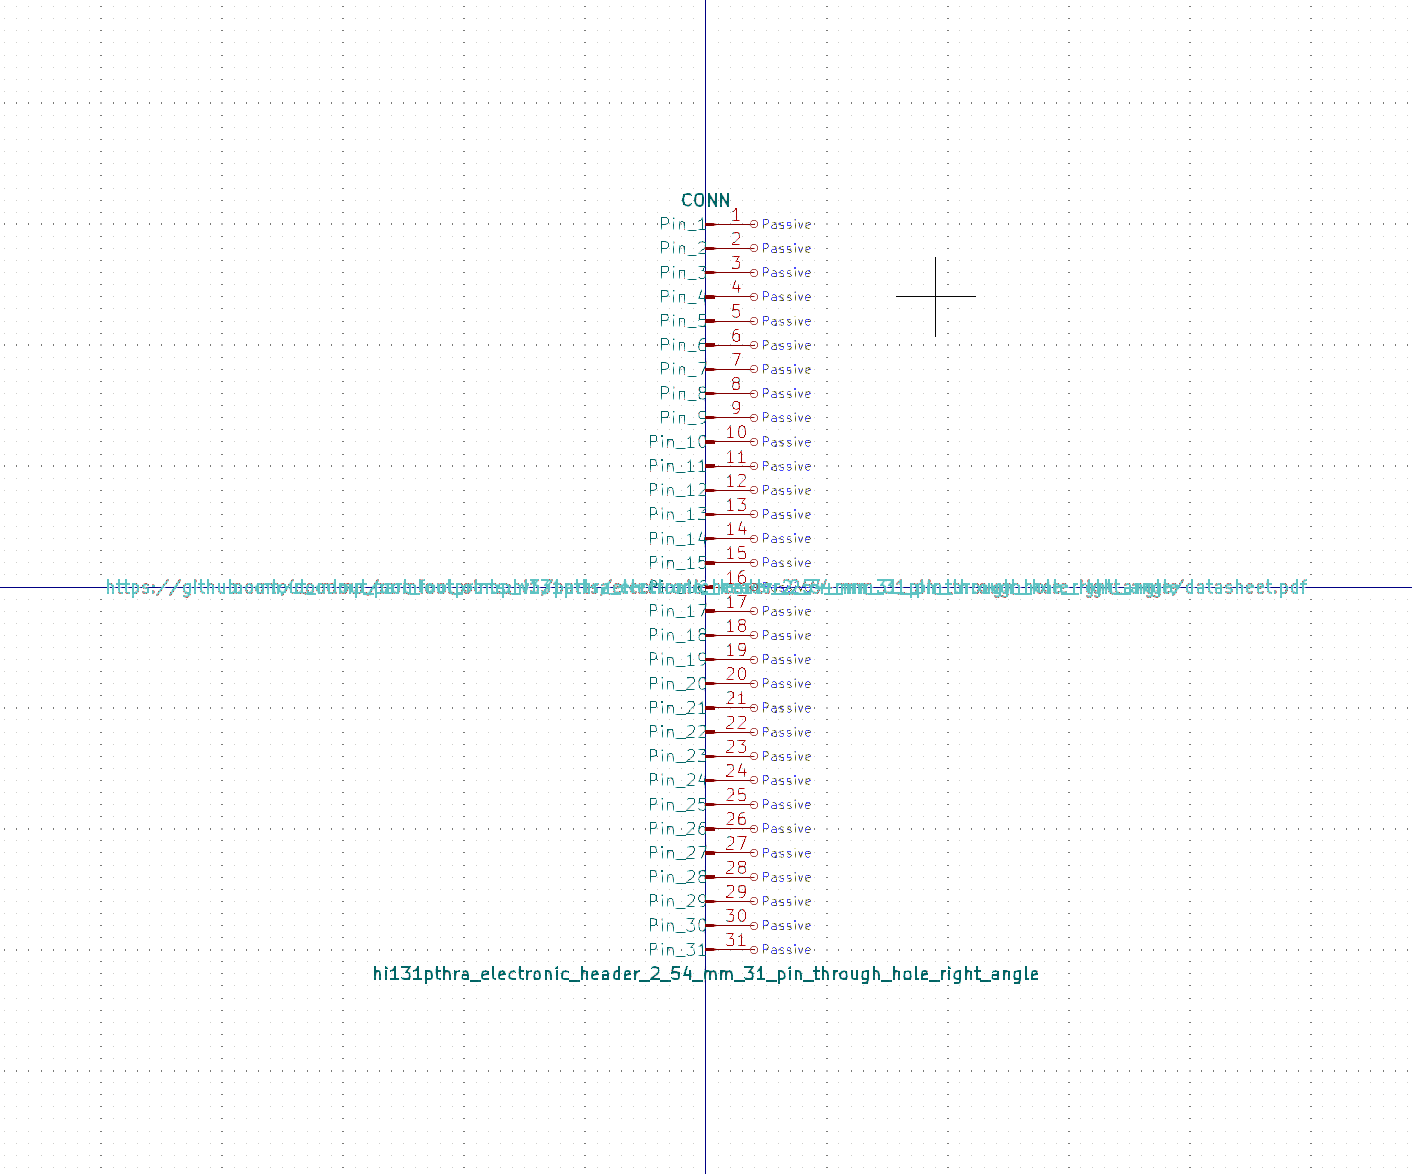 CONN
Pin_1 1 Passive
Pin_2 2 Passive
Pin_3 3 Passive
Pin_4 4 Passive
Pin_5 5 Passive
Pin_6 6 Passive
Pin_7 7 Passive
Pin_8 8 Passive
Pin_9 9 Passive
Pin_10 10 Passive
Pin_11 11 Passive
Pin_12 12 Passive
Pin_13 13 Passive
Pin_14 14 Passive
Pin_15 15 Passive
16
Pin_17 17 Passive
Pin_18 18 Passive
Pin_19 19 Passive
Pin_20 20 Passive
Pin_21 21 Passive
Pin_22 22 Passive
Pin_23 23 Passive
Pin_24 24 Passive
Pin_25 25 Passive
Pin_26 26 Passive
Pin_27 27 Passive
Pin_28 28 Passive
Pin_29 29 Passive
Pin_30 30 Passive
Pin_31 31 Passive
hi131pthra_electronic_header_2_54_mm_31_pin_through_hole_right_angle